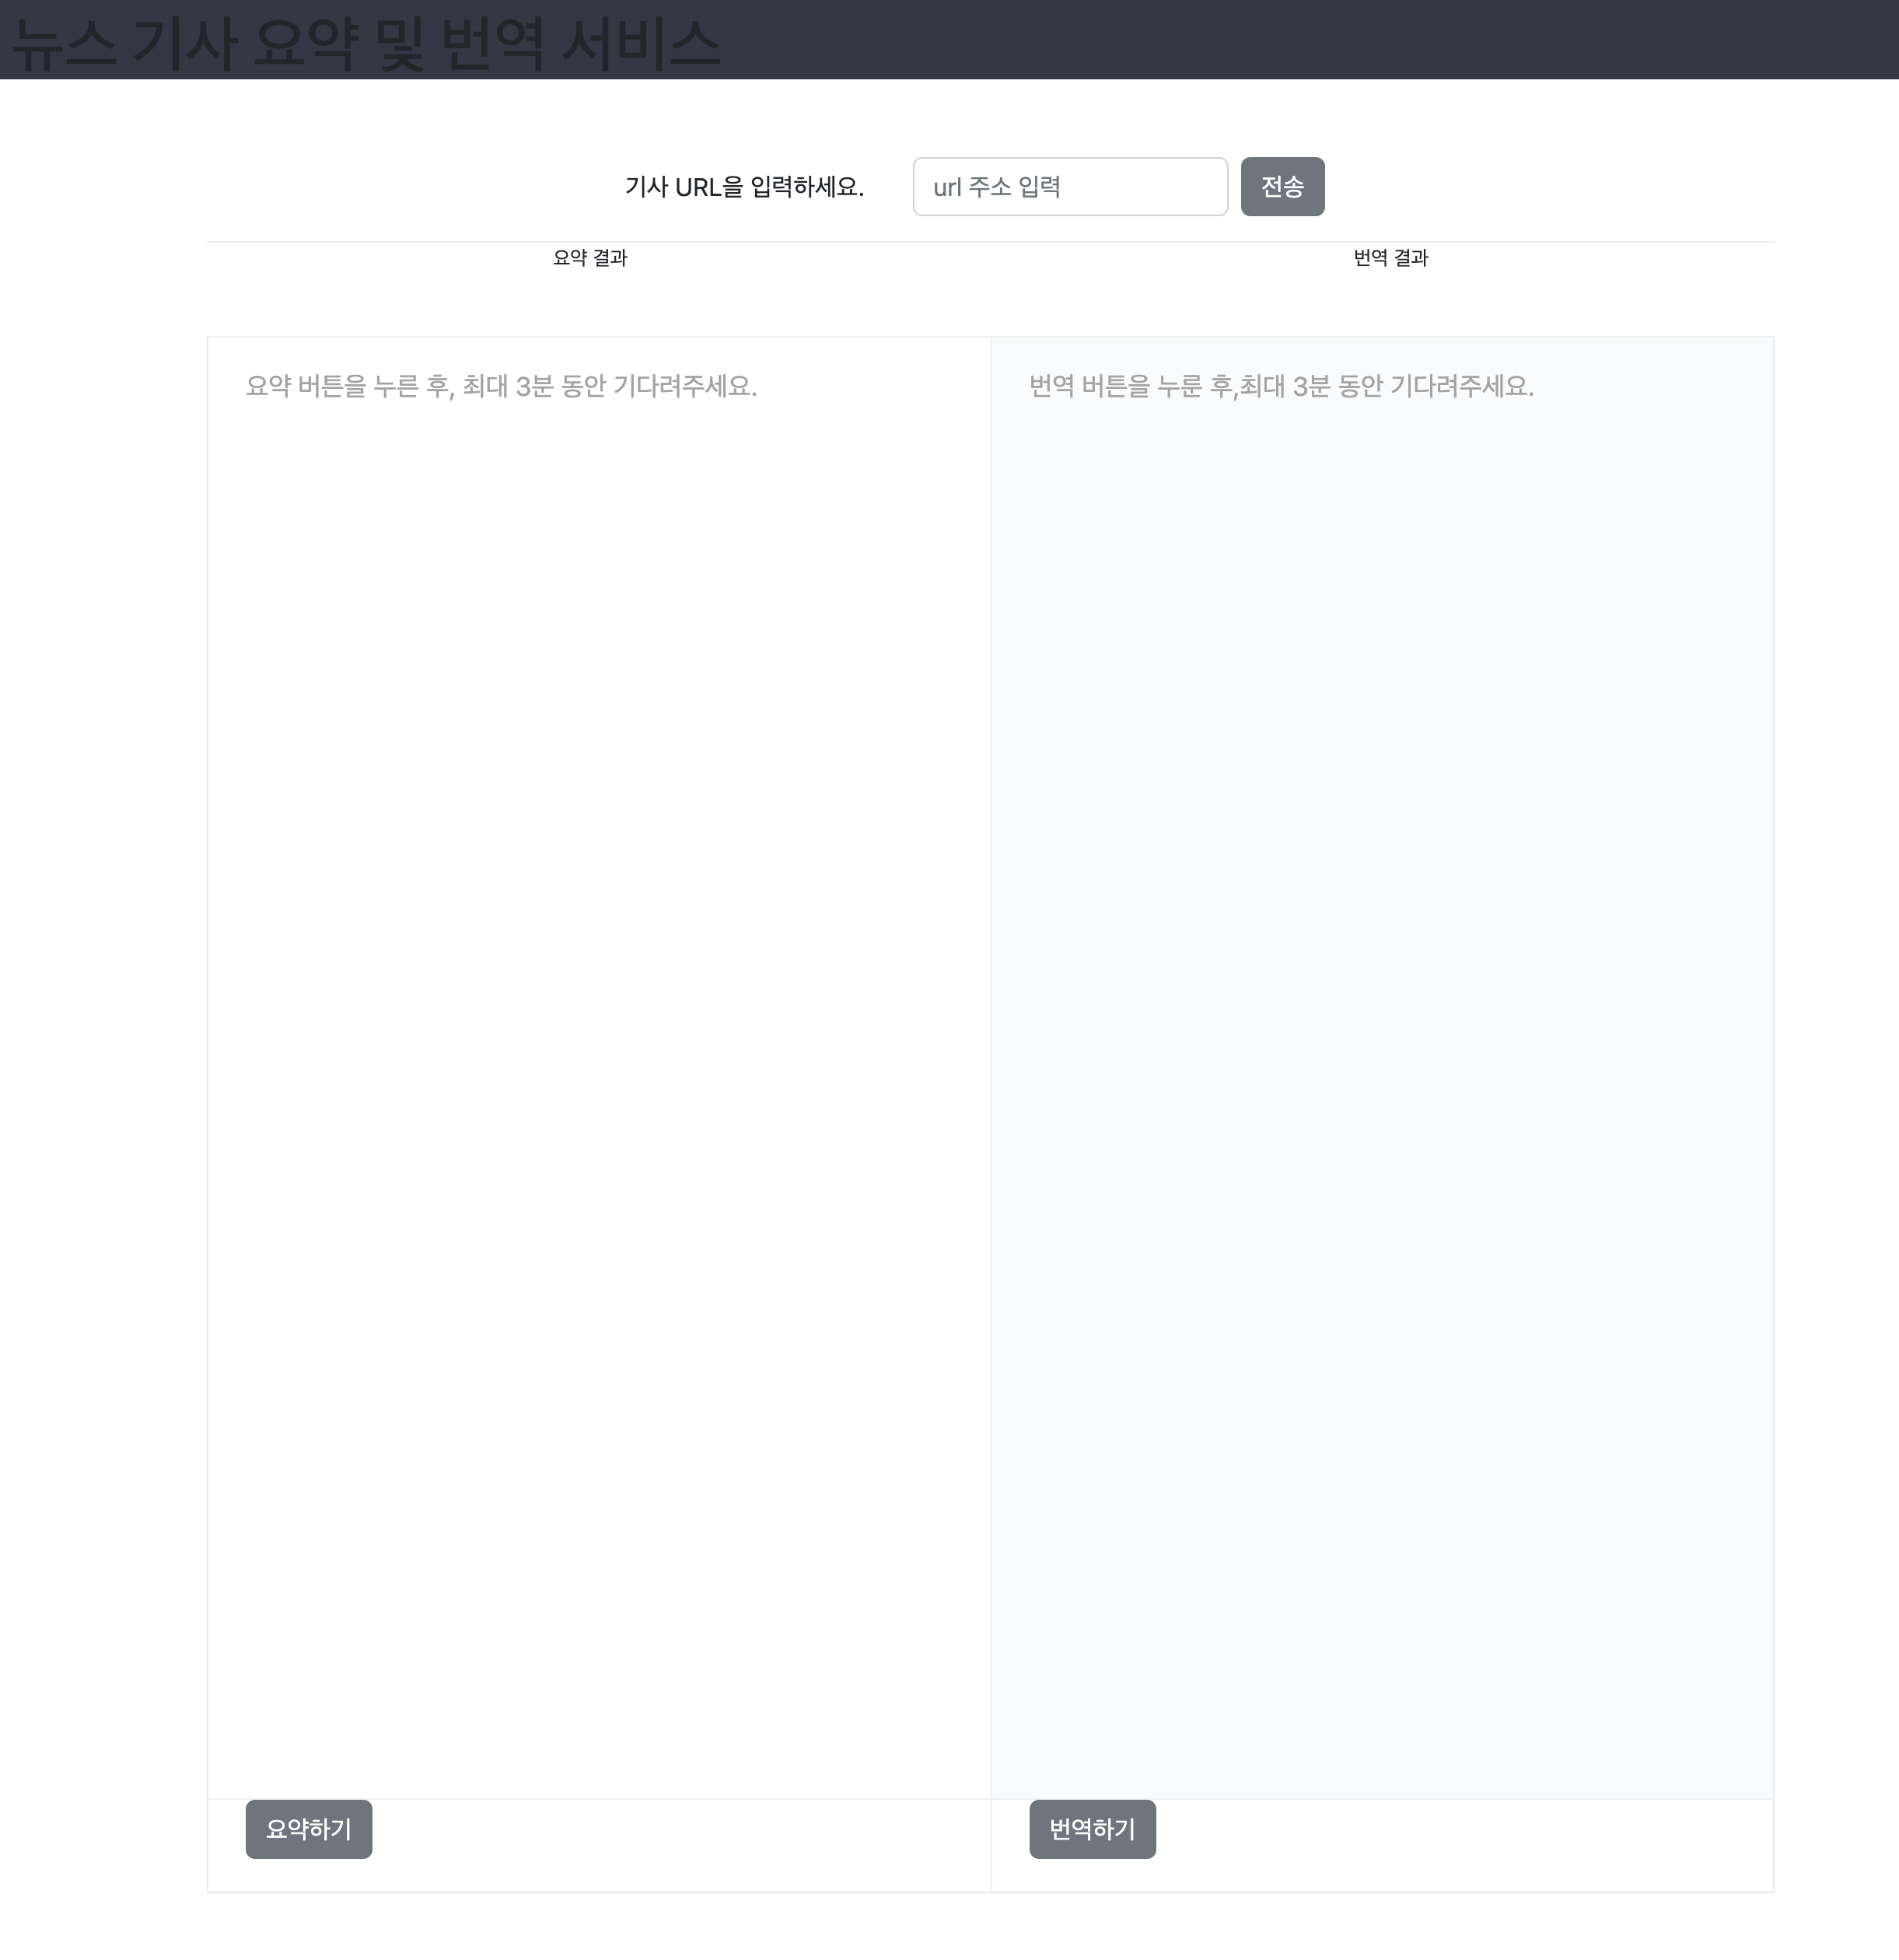 뉴스 기사 요약 및 번역 서비스
기사 URL을 입력하세요. url 주소 입력 전송
요약 결과 번역 결과
요약 버튼을 누른 후, 최대 3분 동안 기다려주세요. 번역 버튼을 누룬 후,최대 3분 동안 기다려주세요.
요약하기 번역하기